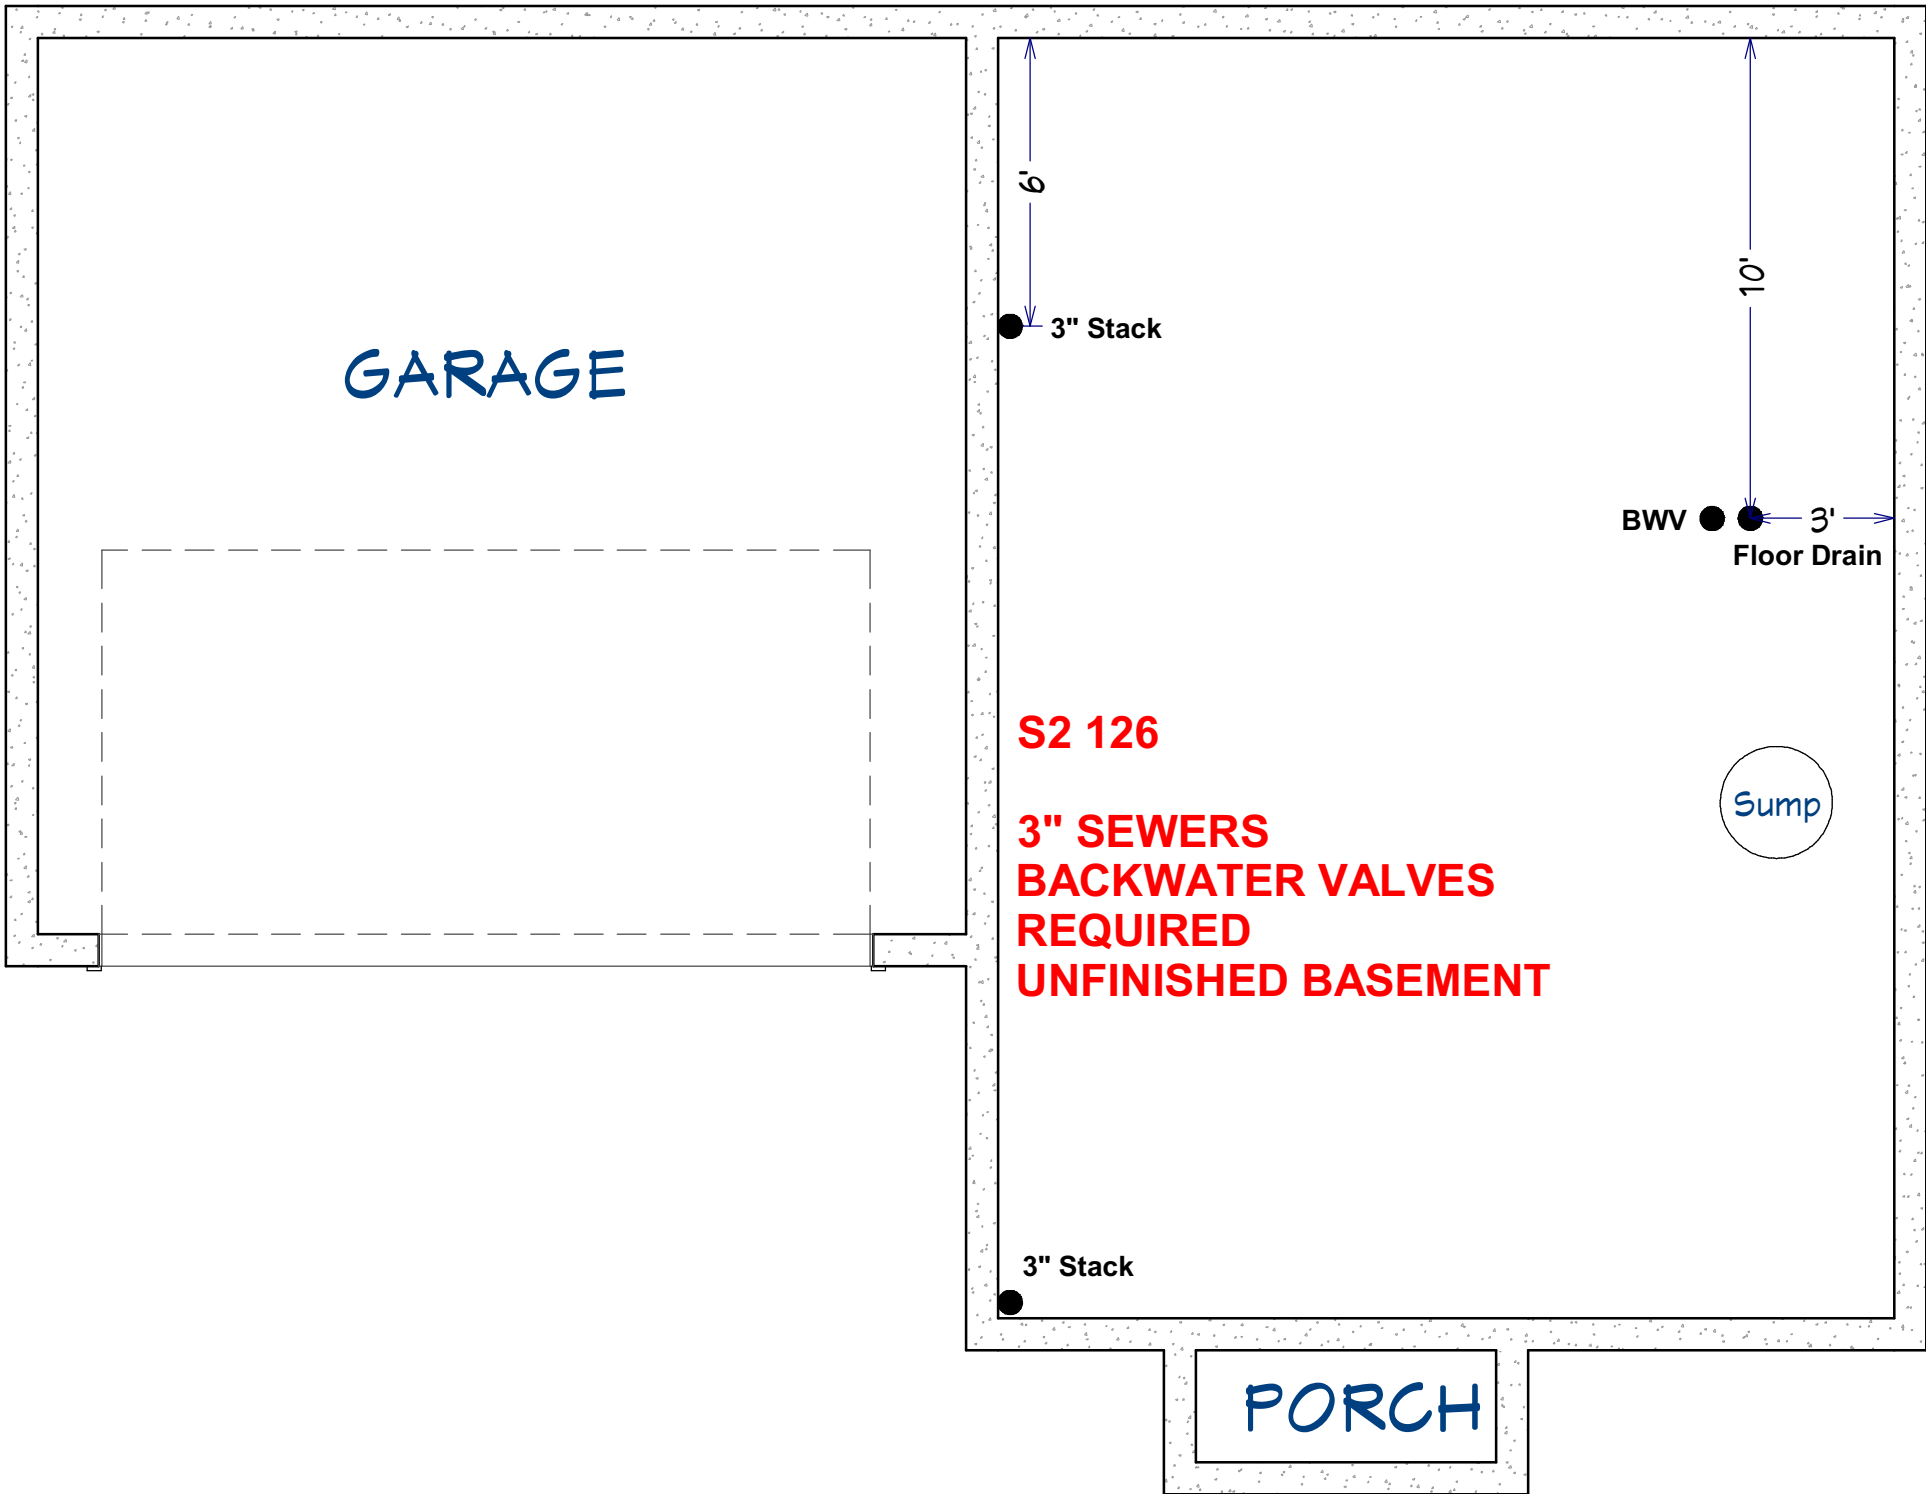 6'
10'
3" Stack
GARAGE
BWV
3'
Floor Drain
S2 126
Sump
3" SEWERS
BACKWATER VALVES
REQUIRED
UNFINISHED BASEMENT
3" Stack
PORCH